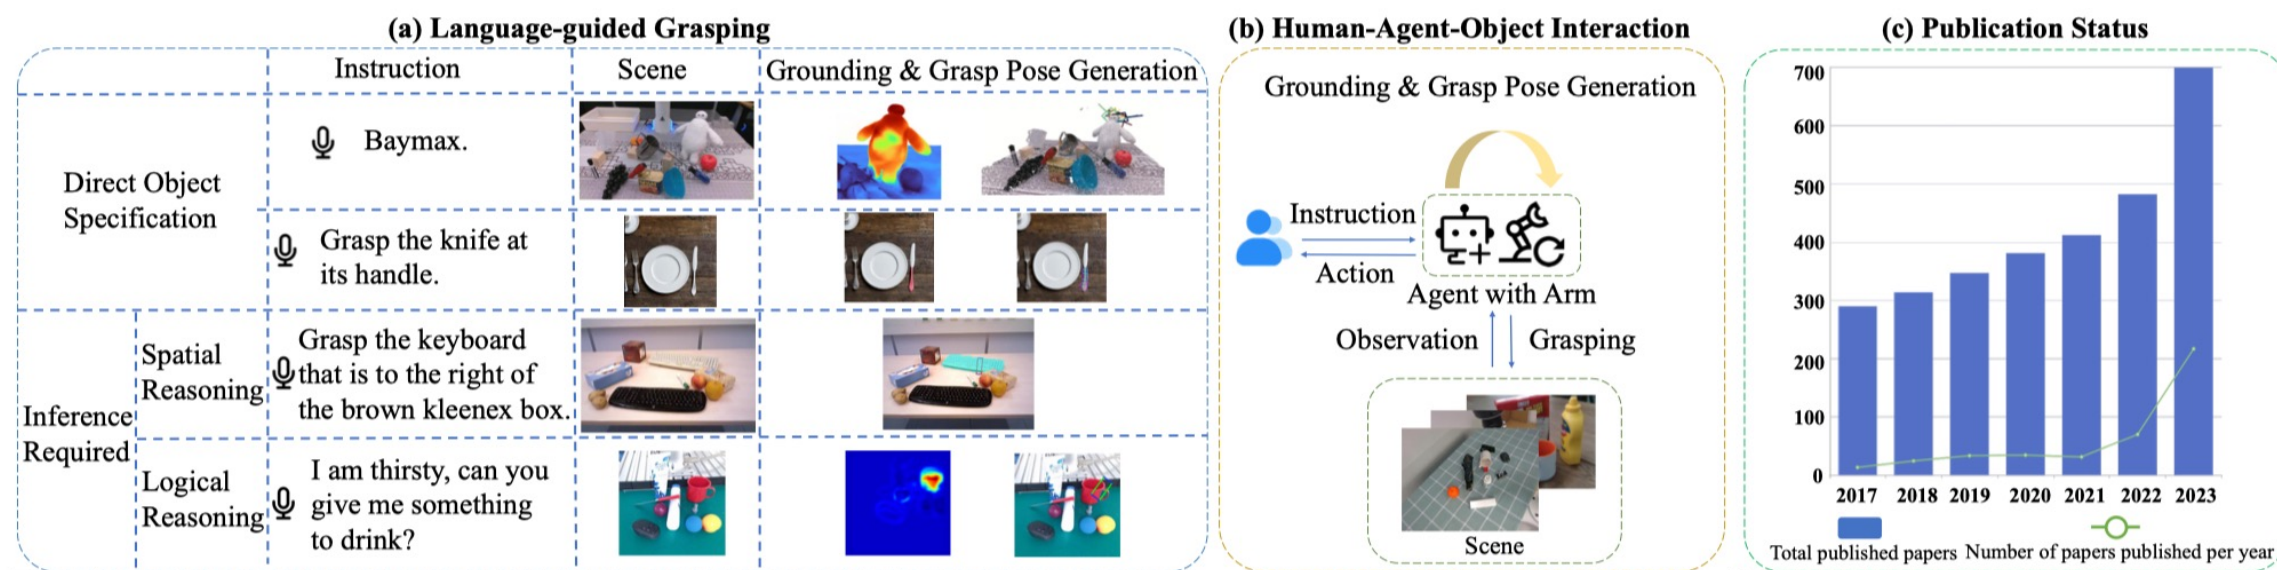 (a) Language-guided Grasping
Instruction
Scene
Grounding & Grasp Pose Generation
Direct Object
Specification
Baymax.
Grasp the knife at
its handle.
Inference
Required
Spatial
Reasoning
Grasp the keyboard
that is to the right of
the brown kleenex box.
Logical
Reasoning
I am thirsty, can you
give me something
to drink?
(b) Human-Agent-Object Interaction
Grounding & Grasp Pose Generation
Instruction
Action
Agent with Arm
Observation
Grasping
Scene
(c) Publication Status
700
600
500
400
300
200
100
0
2017 2018 2019 2020 2021 2022 2023
Total published papers
Number of papers published per year